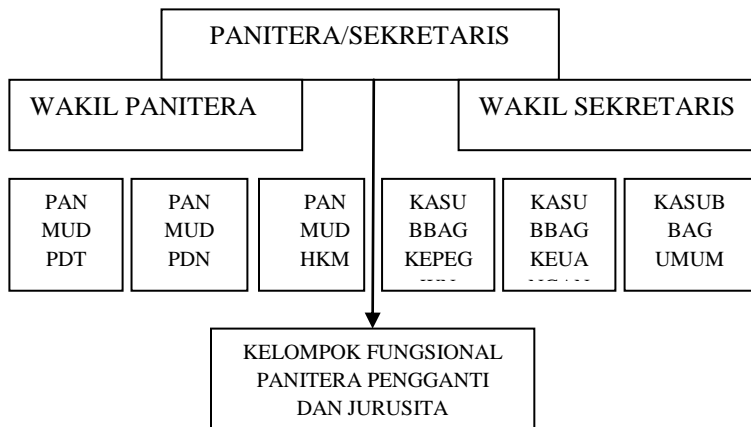 PANITERA/SEKRETARIS
WAKIL PANITERA
WAKIL SEKRETARIS
PAN
MUD
PDT
PAN
MUD
PDN
PAN
MUD
HKM
KASU
BBAG
KEPEG
KASU
BBAG
KEUA
NGAN
KASUB
BAG
UMUM
KELOMPOK FUNGSIONAL
PANITERA PENGGANTI
DAN JURUSITA